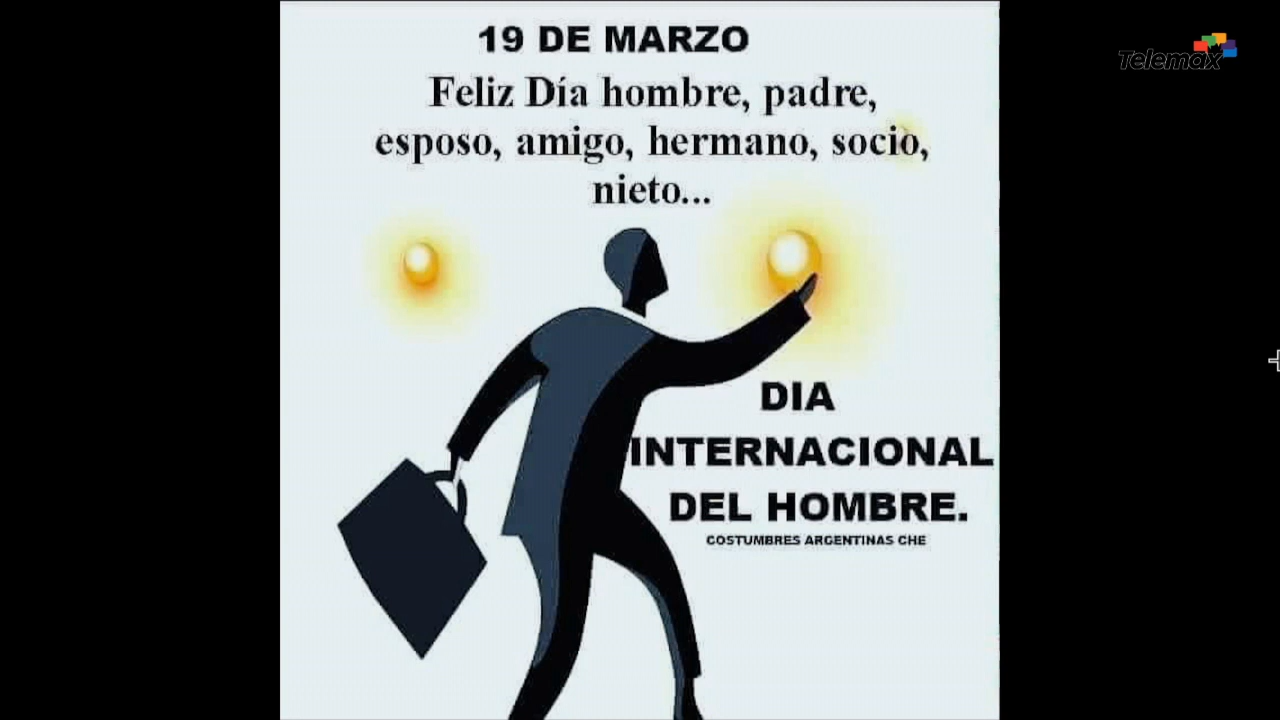 19 DE MARZO
Feliz Día hombre, padre,
esposo, amigo, hermano, socio,
nieto...
DIA
INTERNACIONAL
DEL HOMBRE.
COSTUMBRES ARGENTINAS CHE
Telemax